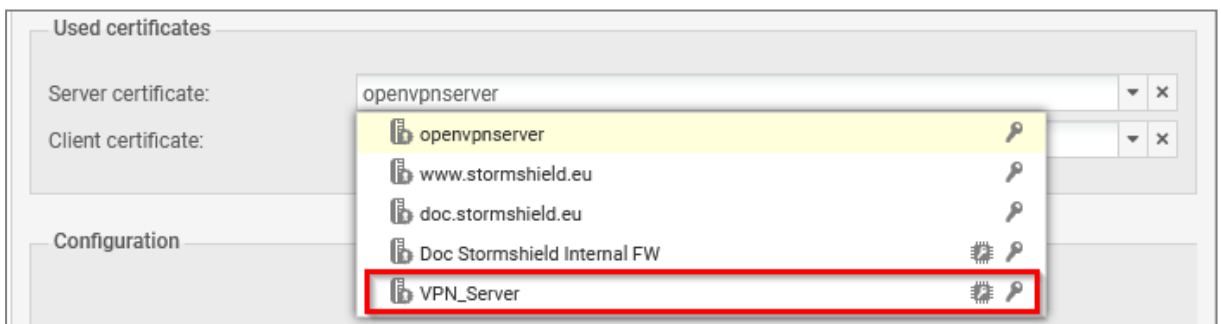 Used certificates
Server certificate:
openvpnserver
Client certificate:
openvpnserver
www.stormshield.eu
doc.stormshield.eu
Configuration
Doc Stormshield Internal FW
VPN_Server